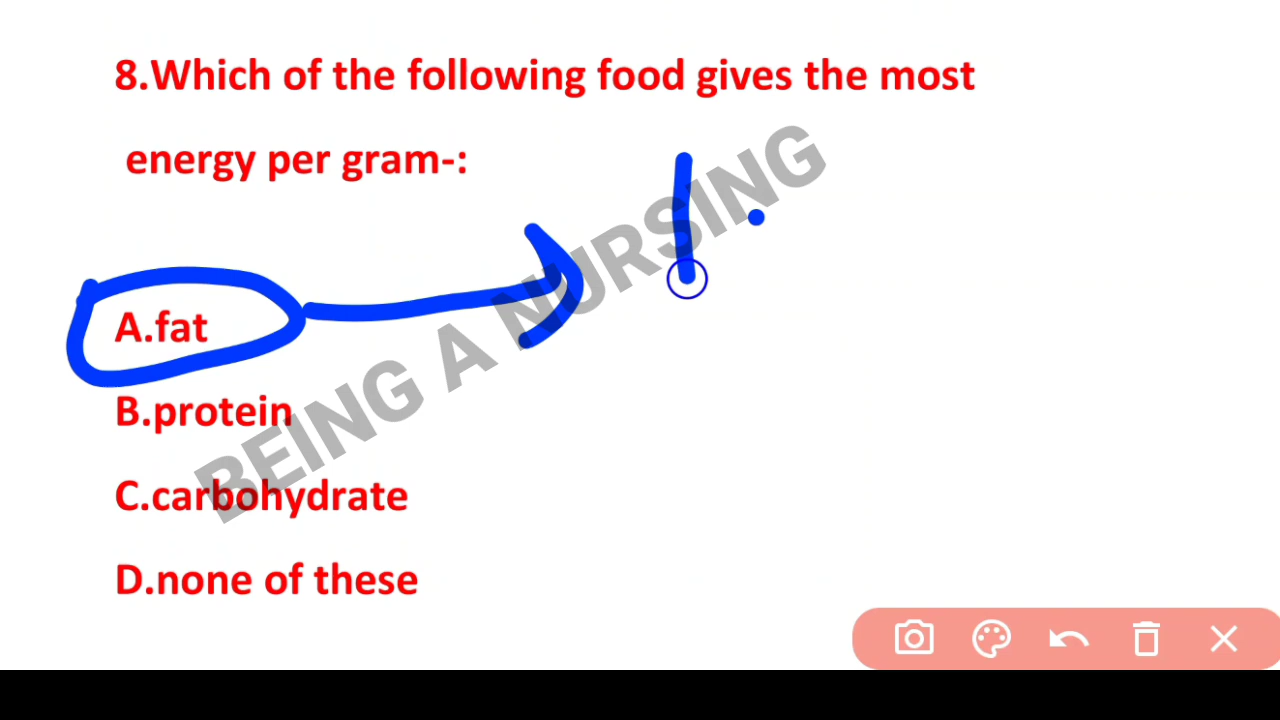 8.Which of the following food gives the most
energy per gram-:
A.fat
B.protein
C.carbohydrate
D.none of these
BEING A NURSING